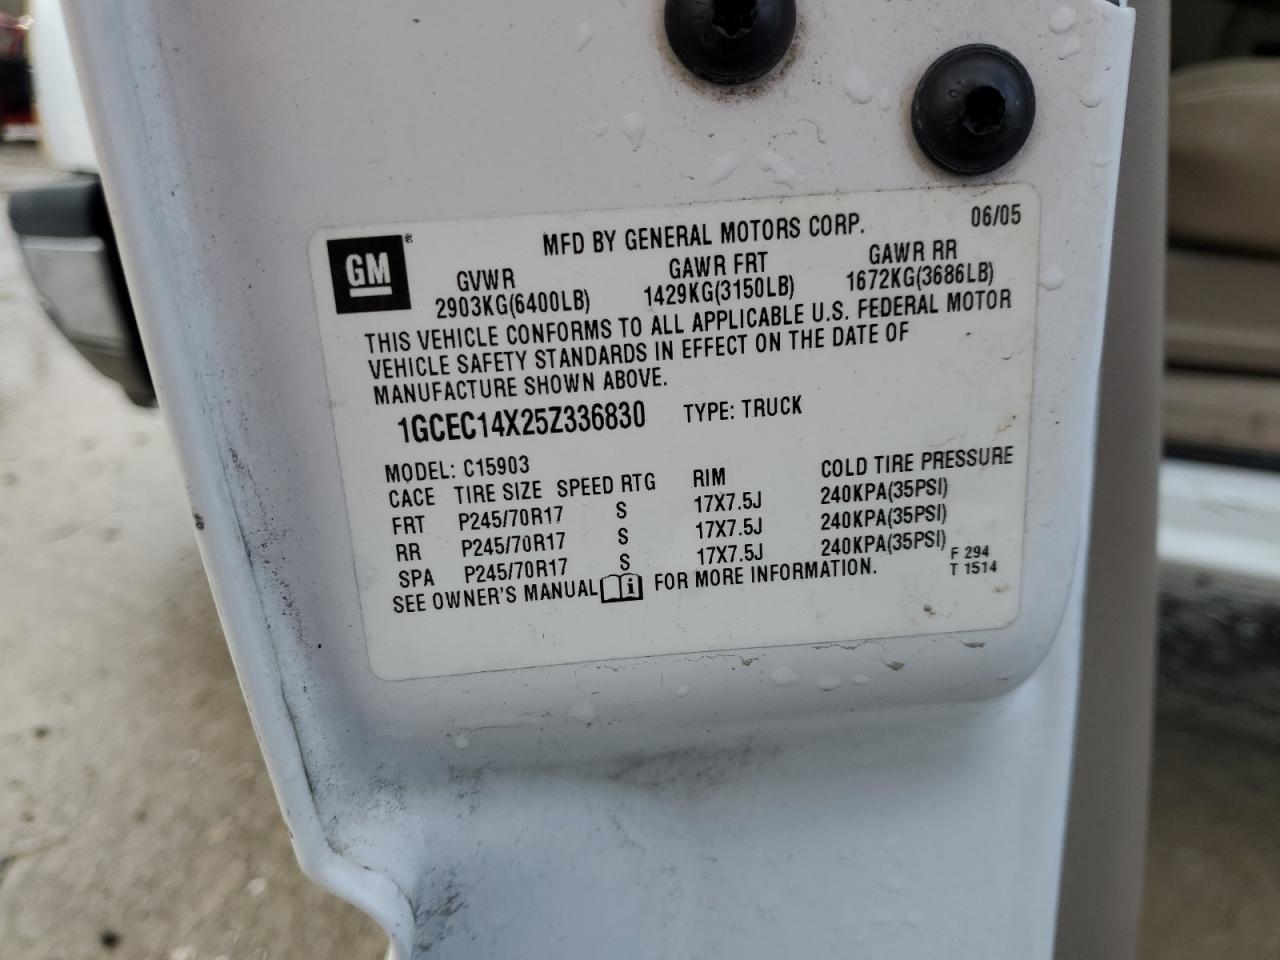 GM®
MFD BY GENERAL MOTORS CORP. 06/05
GVWR GAWR FRT GAWR RR
2903KG(6400LB) 1429KG(3150LB) 1672KG(3686LB)
THIS VEHICLE CONFORMS TO ALL APPLICABLE U.S. FEDERAL MOTOR
VEHICLE SAFETY STANDARDS IN EFFECT ON THE DATE OF
MANUFACTURE SHOWN ABOVE.
1GCEC14X25Z336830 TYPE: TRUCK
MODEL: C15903
CACE TIRE SIZE SPEED RTG RIM COLD TIRE PRESSURE
FRT P245/70R17 S 17X7.5J 240KPA(35PSI)
RR P245/70R17 S 17X7.5J 240KPA(35PSI)
SPA P245/70R17 S 17X7.5J 240KPA(35PSI)
SEE OWNER'S MANUAL i FOR MORE INFORMATION.
F 294
T 1514